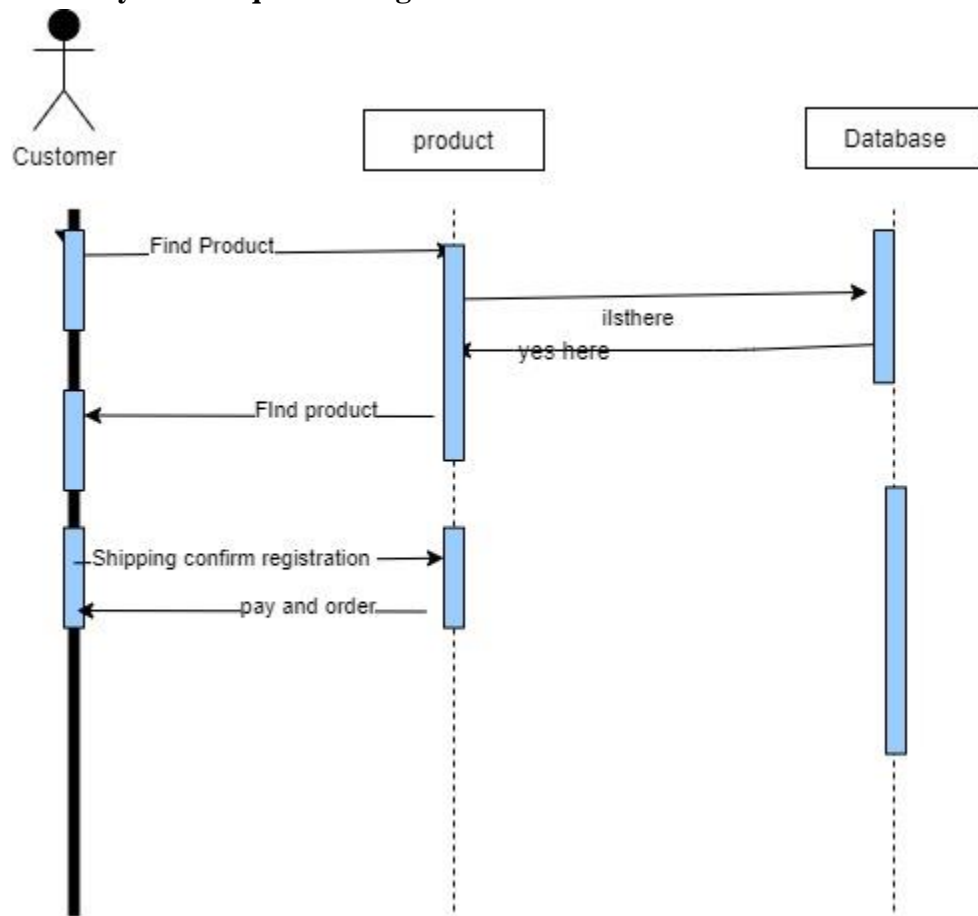 Customer
product
Database
Find Product
iIsthere
yes here
FInd product
Shipping confirm registration
pay and order